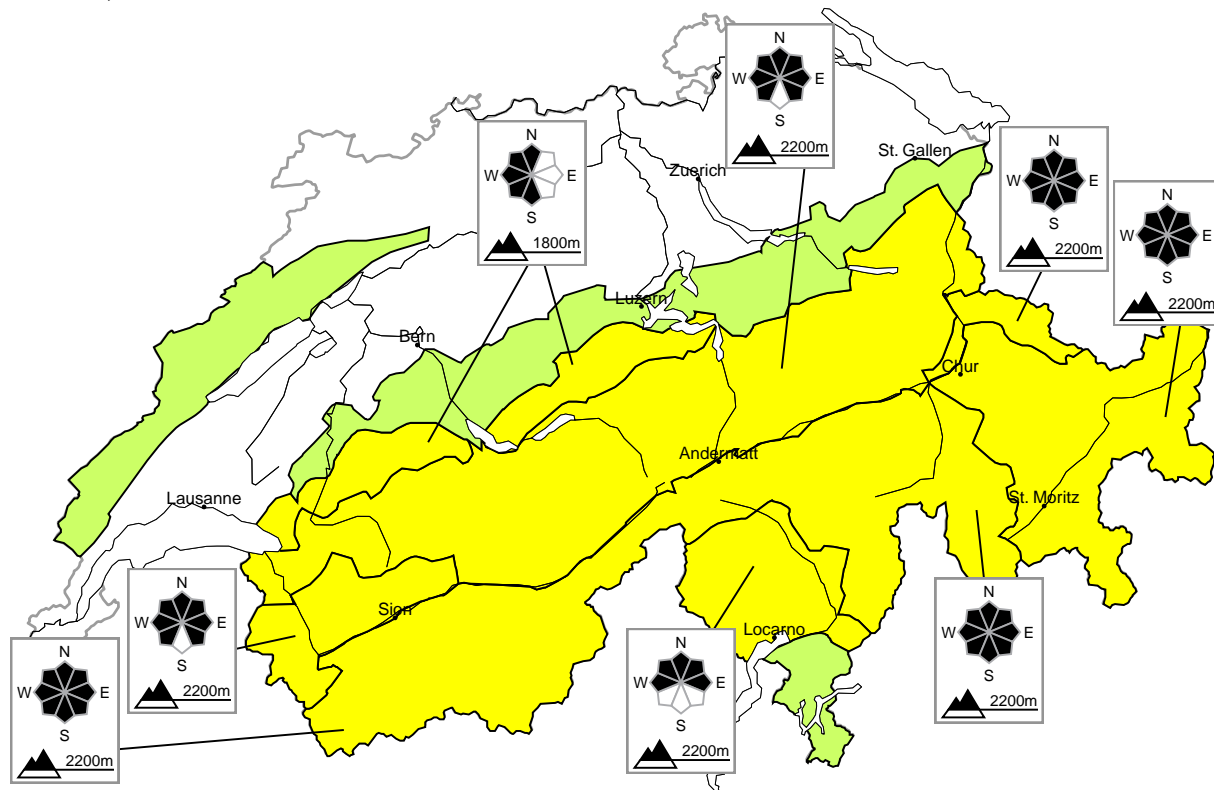 N
W E
S
2200m
St. Gallen
N
W E
S
1800m
Zuerich
N
W E
S
2200m
N
W E
S
2200m
Luzern
Bern
Chur
Andermatt
Lausanne
St. Moritz
N
W E
S
2200m
Sion
N
W E
S
2200m
Locarno
N
W E
S
2200m
N
W E
S
2200m